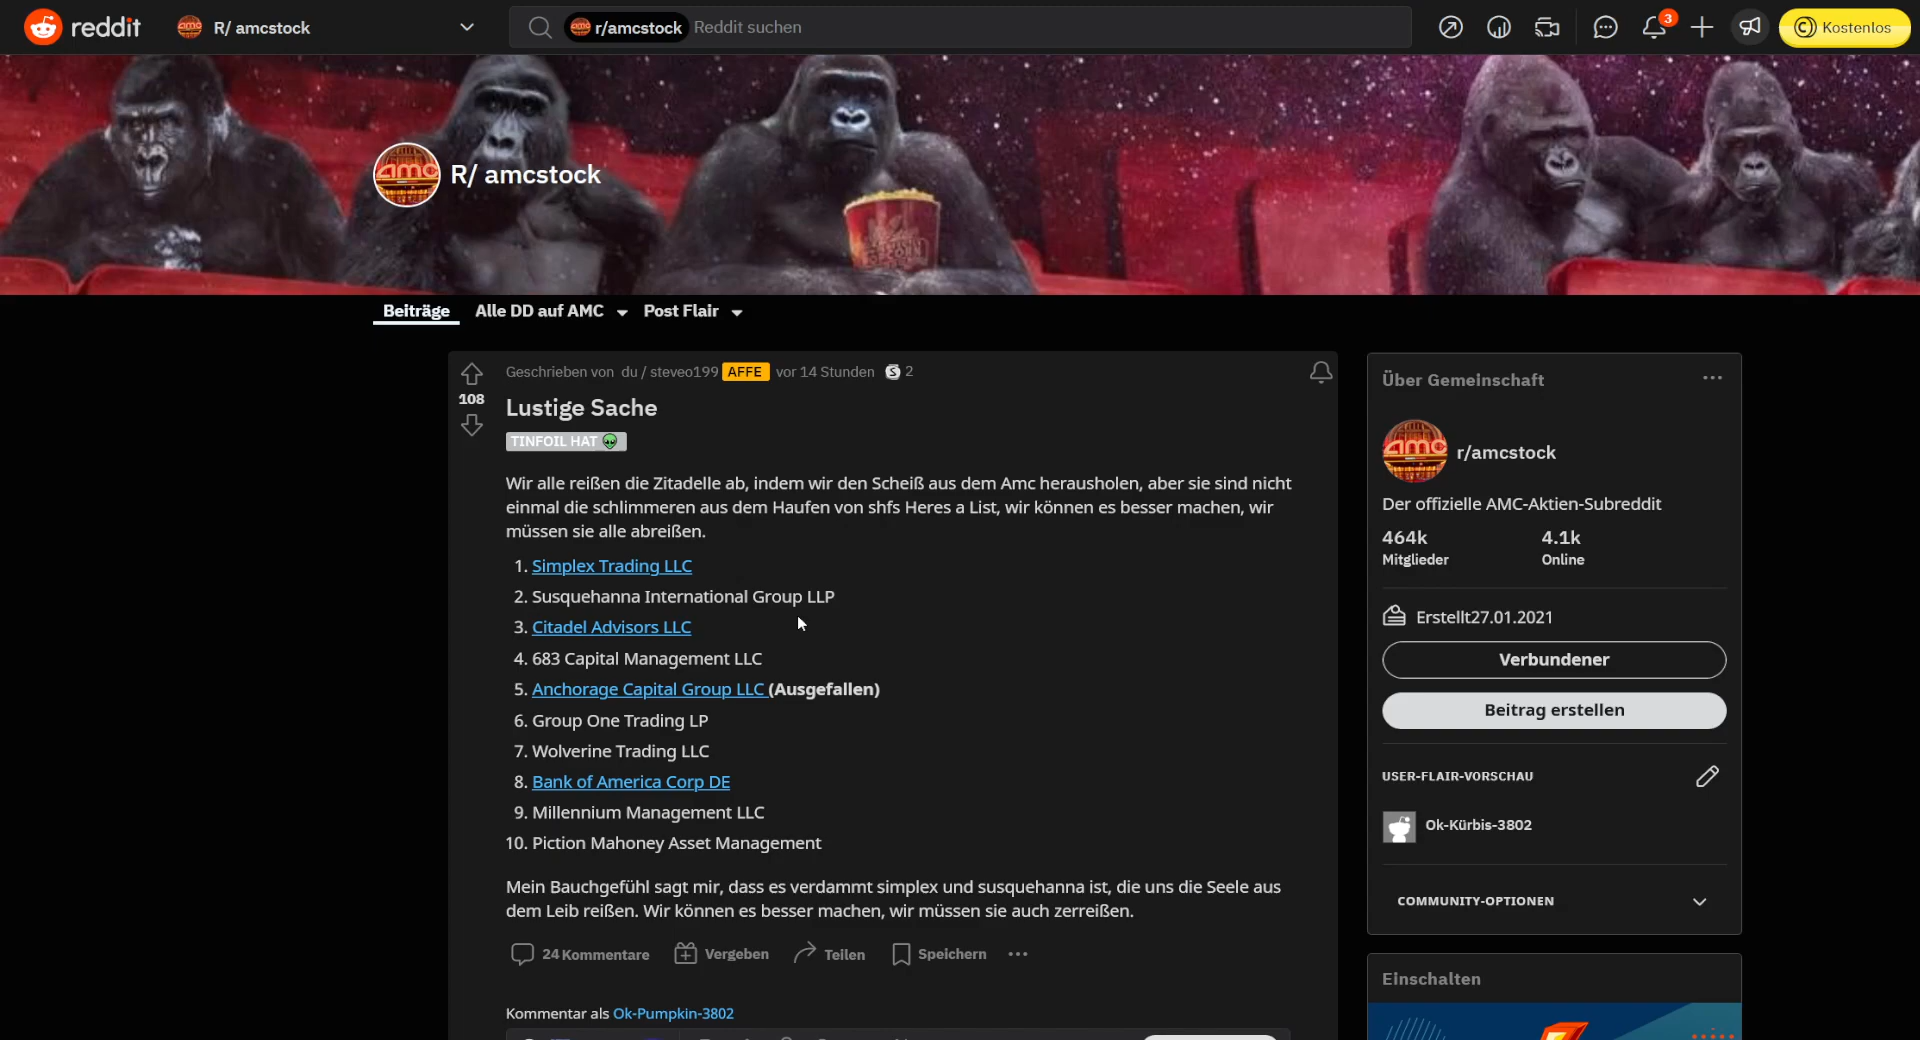 reddit
R/ amcstock
r/amcstock Reddit suchen
3
Kostenlos
amc R/ amcstock
Beiträge Alle DD auf AMC Post Flair
Geschrieben von du / steveo199 AFFE vor 14 Stunden S 2
108
Lustige Sache
TINFOIL HAT
Wir alle reißen die Zitadelle ab, indem wir den Scheiß aus dem Amc herausholen, aber sie sind nicht
einmal die schlimmeren aus dem Haufen von shfs Heres a List, wir können es besser machen, wir
müssen sie alle abreißen.
1. Simplex Trading LLC
2. Susquehanna International Group LLP
3. Citadel Advisors LLC
4. 683 Capital Management LLC
5. Anchorage Capital Group LLC (Ausgefallen)
6. Group One Trading LP
7. Wolverine Trading LLC
8. Bank of America Corp DE
9. Millennium Management LLC
10. Piction Mahoney Asset Management
Mein Bauchgefühl sagt mir, dass es verdammt simplex und susquehanna ist, die uns die Seele aus
dem Leib reißen. Wir können es besser machen, wir müssen sie auch zerreißen.
24 Kommentare Vergeben Teilen Speichern
Kommentar als Ok-Pumpkin-3802
Über Gemeinschaft
amc r/amcstock
Der offizielle AMC-Aktien-Subreddit
464k 4.1k
Mitglieder Online
Erstellt27.01.2021
Verbundener
Beitrag erstellen
USER-FLAIR-VORSCHAU
Ok-Kürbis-3802
COMMUNITY-OPTIONEN
Einschalten